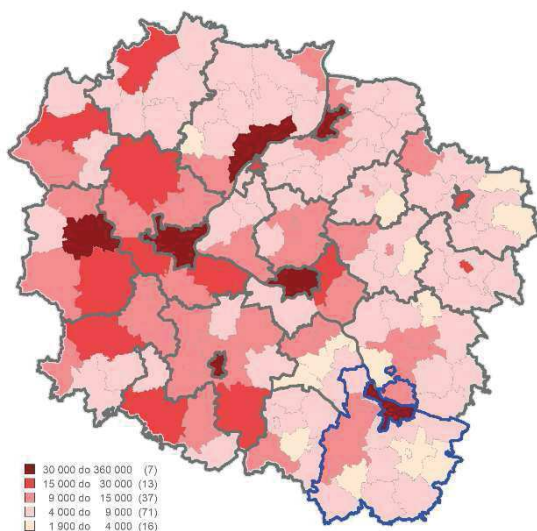 30 000 do 360 000 (7)
15 000 do 30 000 (13)
9 000 do 15 000 (37)
4 000 do 9 000 (71)
1 900 do 4 000 (16)